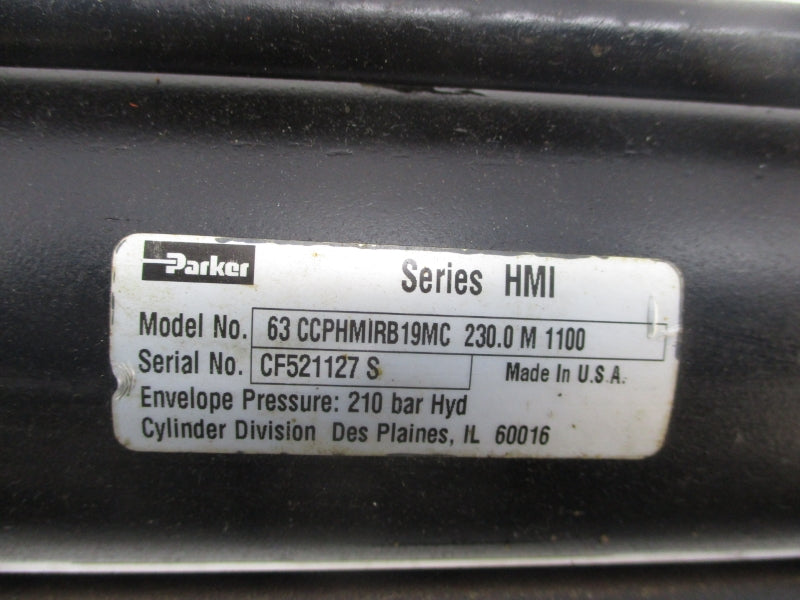 Parker
Series HMI
Model No. 63 CCPHMIRB19MC 230.0 M 1100
Serial No. CF521127 S Made In U.S.A.
Envelope Pressure: 210 bar Hyd
Cylinder Division Des Plaines, IL 60016